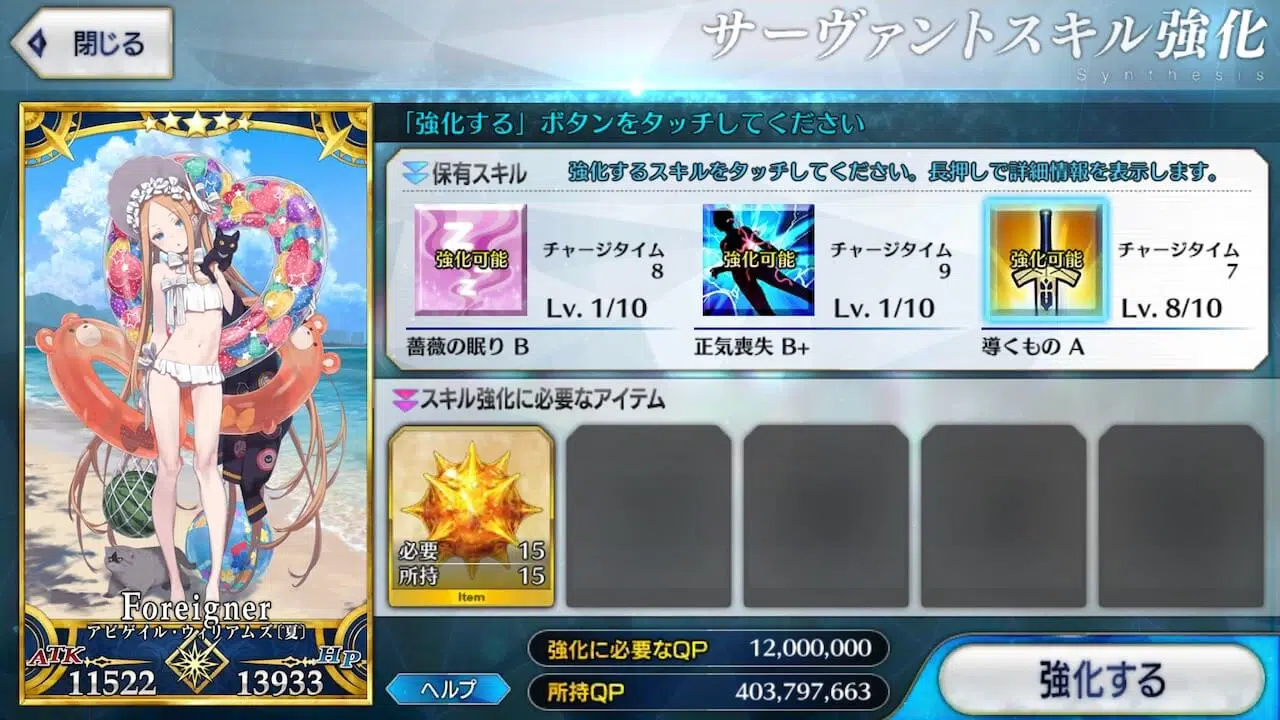 閉じる
サーヴァントスキル強化
Synthesis
「強化する」ボタンをタッチしてください
保有スキル
強化するスキルをタッチしてください。長押しで詳細情報を表示します。
強化可能
チャージタイム
8
Lv. 1/10
薔薇の眠り B
強化可能
チャージタイム
9
Lv. 1/10
正気喪失 B+
強化可能
チャージタイム
7
Lv. 8/10
導くもの A
スキル強化に必要なアイテム
必要 15
所持 15
Item
Foreigner
アビゲイル・ウィリアムズ〔夏〕
ATK
11522
HP
13933
ヘルプ
強化に必要なQP 12,000,000
所持QP 403,797,663
強化する